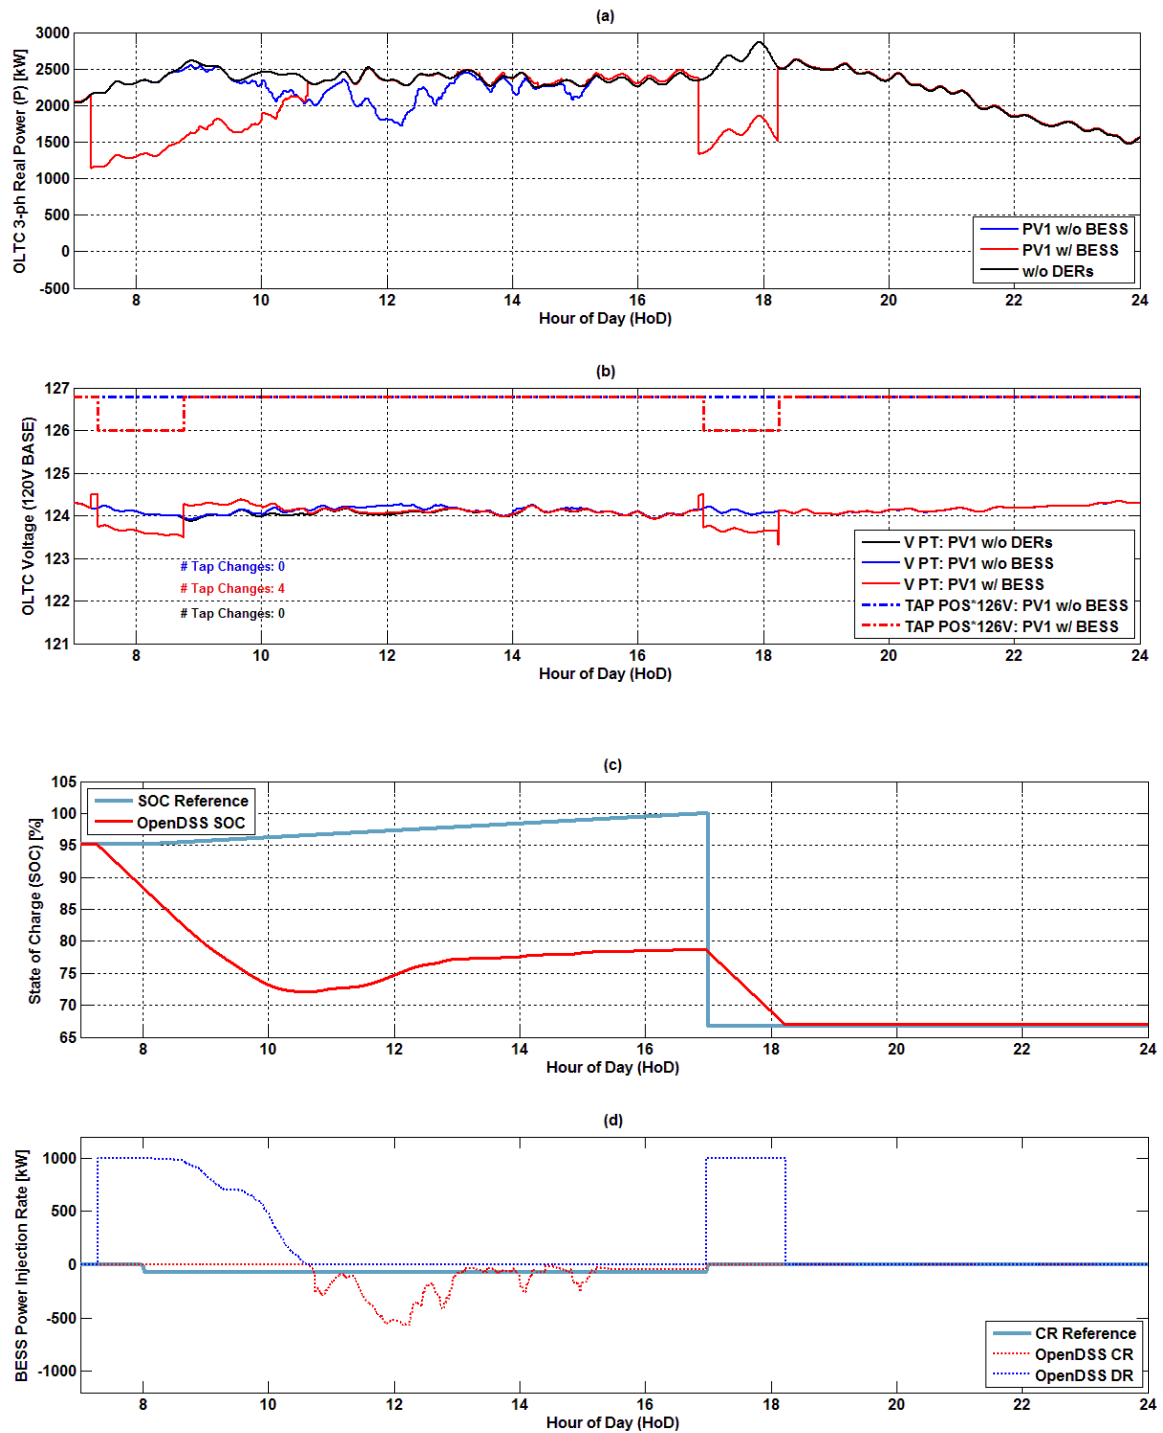 (a)
OLTC 3-ph Real Power (P) [kW]
3000
2500
2000
1500
1000
500
0
-500
8 10 12 14 16 18 20 22 24
Hour of Day (HoD)
PV1 w/o BESS
PV1 w/ BESS
w/o DERs
(b)
OLTC Voltage (120V BASE)
127
126
125
124
123
122
121
# Tap Changes: 0
# Tap Changes: 4
# Tap Changes: 0
V PT: PV1 w/o DERs
V PT: PV1 w/o BESS
V PT: PV1 w/ BESS
TAP POS*126V: PV1 w/o BESS
TAP POS*126V: PV1 w/ BESS
8 10 12 14 16 18 20 22 24
Hour of Day (HoD)
(c)
State of Charge (SOC) [%]
105
100
95
90
85
80
75
70
65
SOC Reference
OpenDSS SOC
8 10 12 14 16 18 20 22 24
Hour of Day (HoD)
(d)
BESS Power Injection Rate [kW]
1000
500
0
-500
-1000
CR Reference
OpenDSS CR
OpenDSS DR
8 10 12 14 16 18 20 22 24
Hour of Day (HoD)